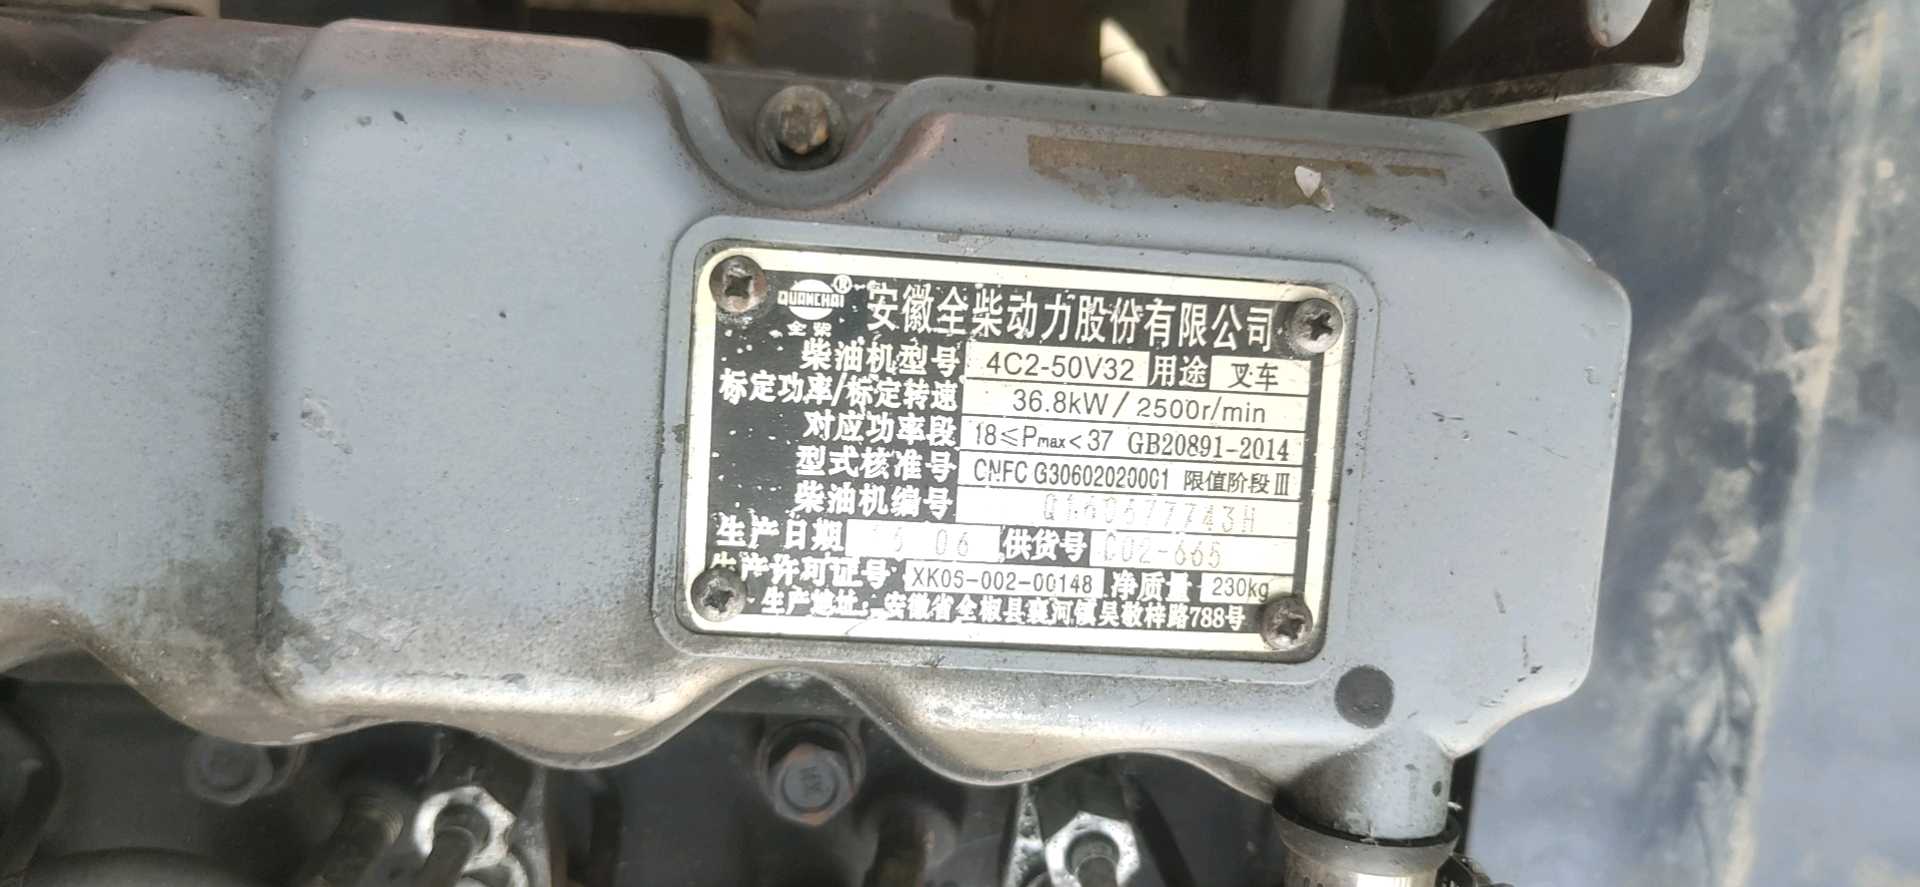 QUANCHAI ® 安徽全柴动力股份有限公司
全柴
柴油机型号 4C2-50V32 用途 叉车
标定功率/标定转速 36.8kW/2500r/min
对应功率段 18≤Pmax<37 GB20891-2014
型式核准号 CNFC G30602020001 限值阶段Ⅲ
柴油机编号
生产日期 06 供货号 C02-665
生产许可证号 XK05-002-00148 净质量 230kg
生产地址:安徽省全椒县襄河镇吴敬梓路788号